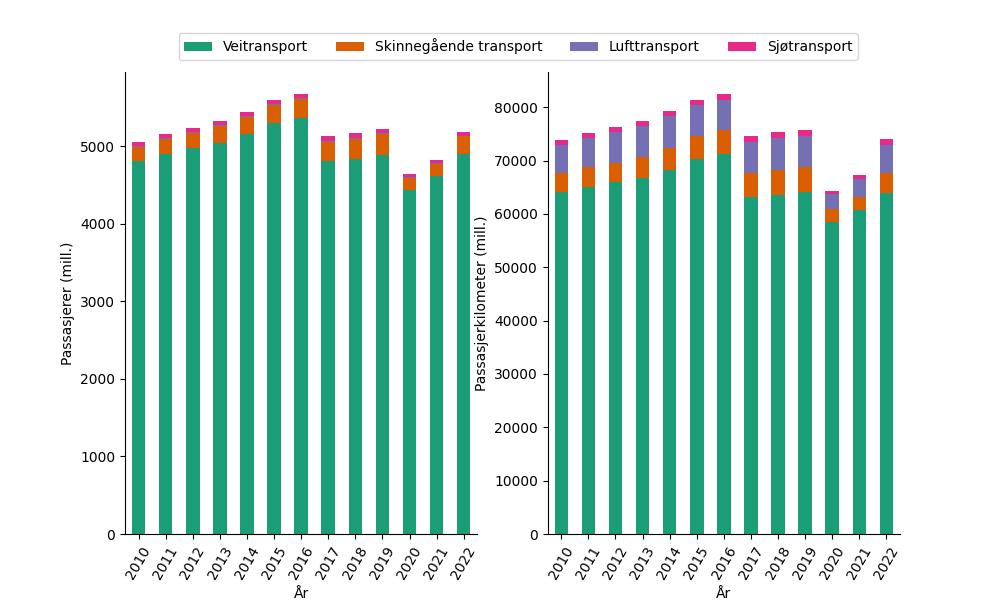 Veitransport Skinnegående transport Lufttransport Sjøtransport
Passasjerer (mill.)
5000
4000
3000
2000
1000
0
2010 2011 2012 2013 2014 2015 2016 2017 2018 2019 2020 2021 2022
År
Passasjerkilometer (mill.)
80000
70000
60000
50000
40000
30000
20000
10000
0
2010 2011 2012 2013 2014 2015 2016 2017 2018 2019 2020 2021 2022
År